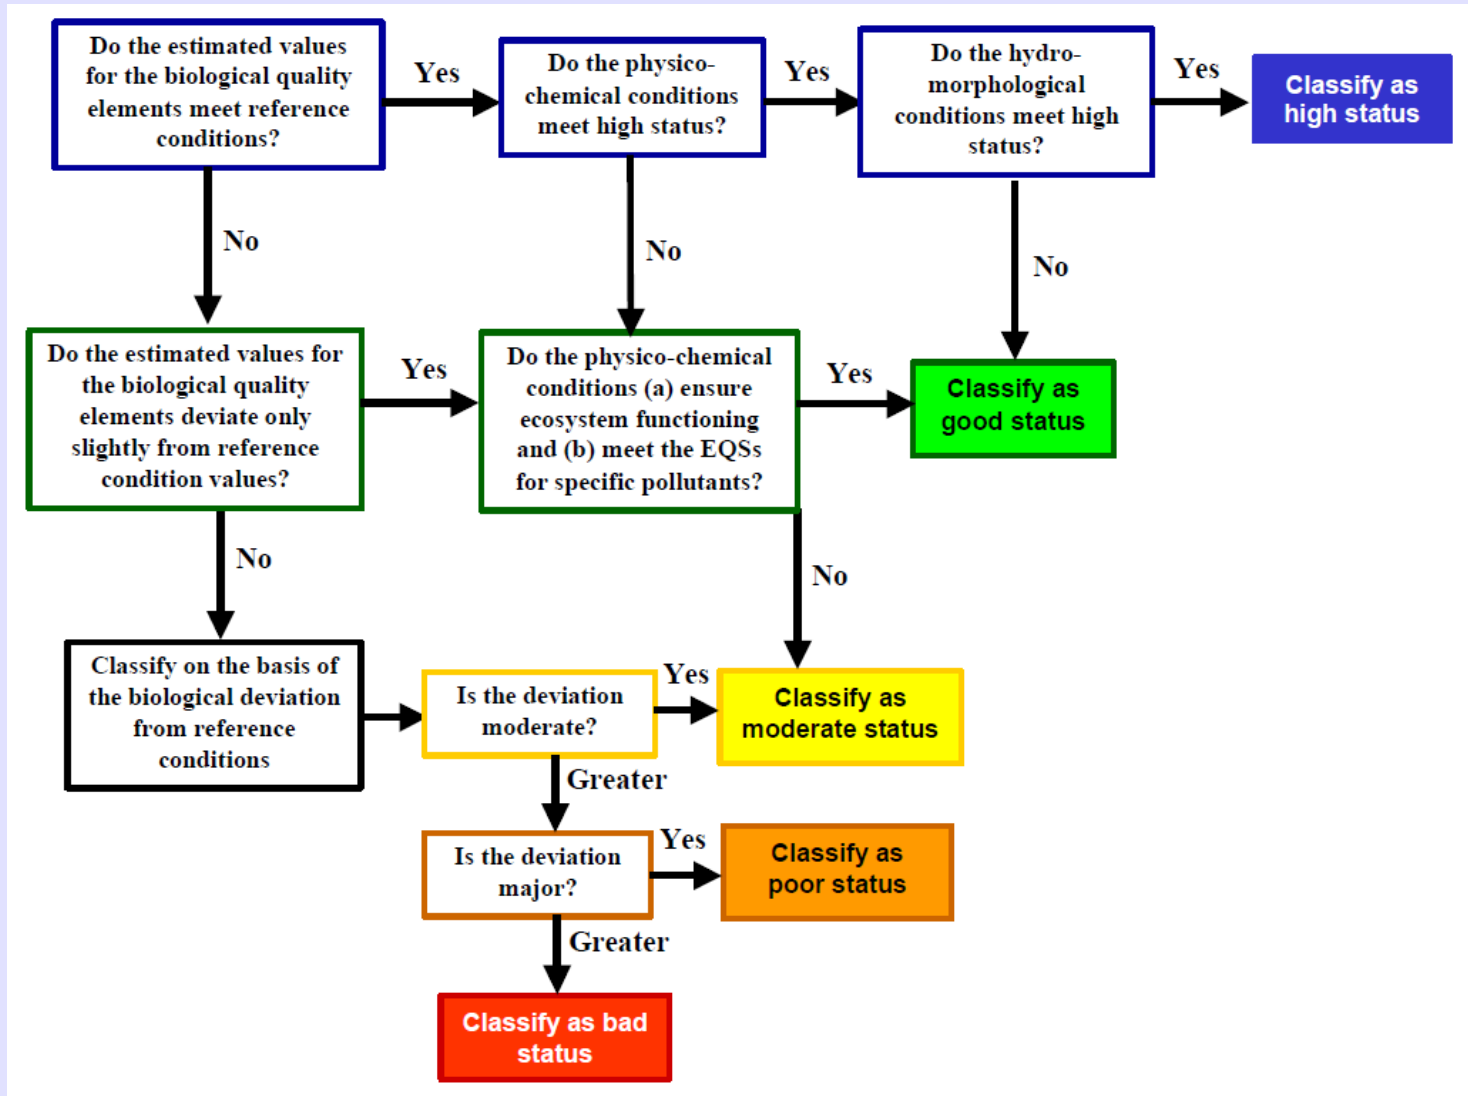 Do the estimated values
for the biological quality
elements meet reference
conditions?
Yes
Do the physico-
chemical conditions
meet high status?
Yes
Do the hydro-
morphological
conditions meet high
status?
Yes
Classify as
high status
No
No
No
Do the estimated values for
the biological quality
elements deviate only
slightly from reference
condition values?
Yes
Do the physico-chemical
conditions (a) ensure
ecosystem functioning
and (b) meet the EQSs
for specific pollutants?
Yes
Classify as
good status
No
No
Classify on the basis of
the biological deviation
from reference
conditions
Is the deviation
moderate?
Yes
Classify as
moderate status
Greater
Is the deviation
major?
Yes
Classify as
poor status
Greater
Classify as bad
status